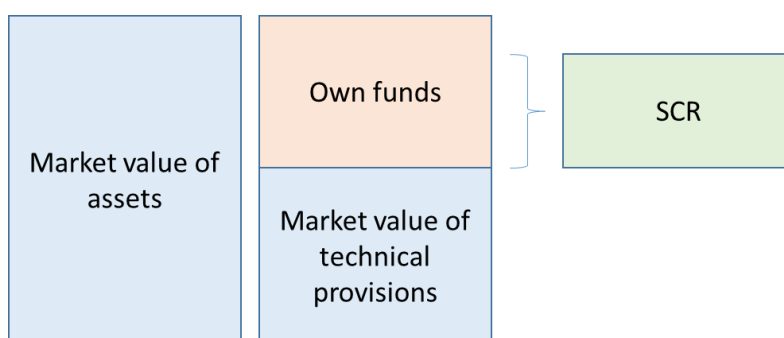 Market value of
assets
Own funds
Market value of
technical
provisions
SCR